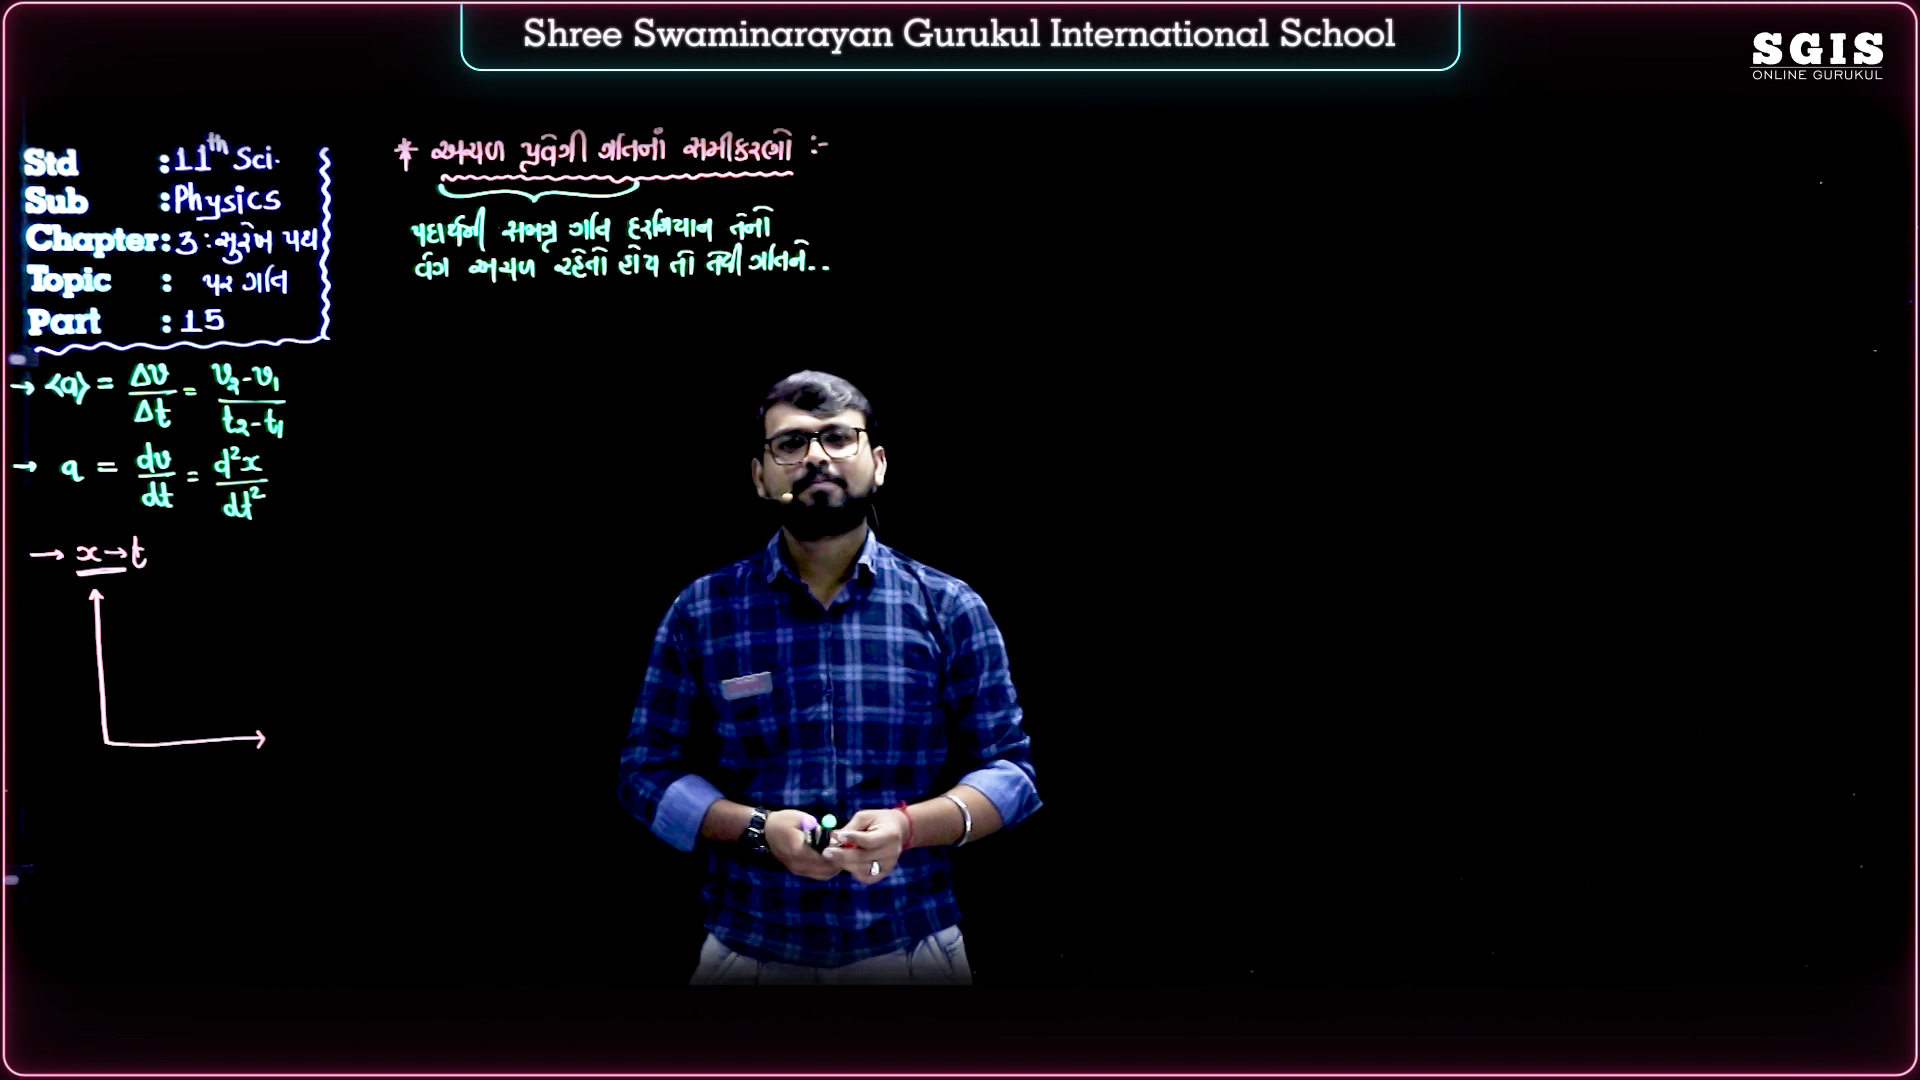 Shree Swaminarayan Gurukul International School
SGIS
ONLINE GURUKUL
Std : 11th Sci.
Sub : Physics
Chapter: 3 : સુરેખ પથ
Topic : પર ગતિ
Part : 15
→ <a> = Δv/Δt = v₂-v₁/t₂-t₁
→ a = dv/dt = d²x/dt²
→ x→t
* અચળ પ્રવેગી ગતિનાં સમીકરણો :-
પદાર્થની સમગ્ર ગતિ દરમિયાન તેનો
વેગ અચળ રહેતો હોય તો તેવી ગતિને..